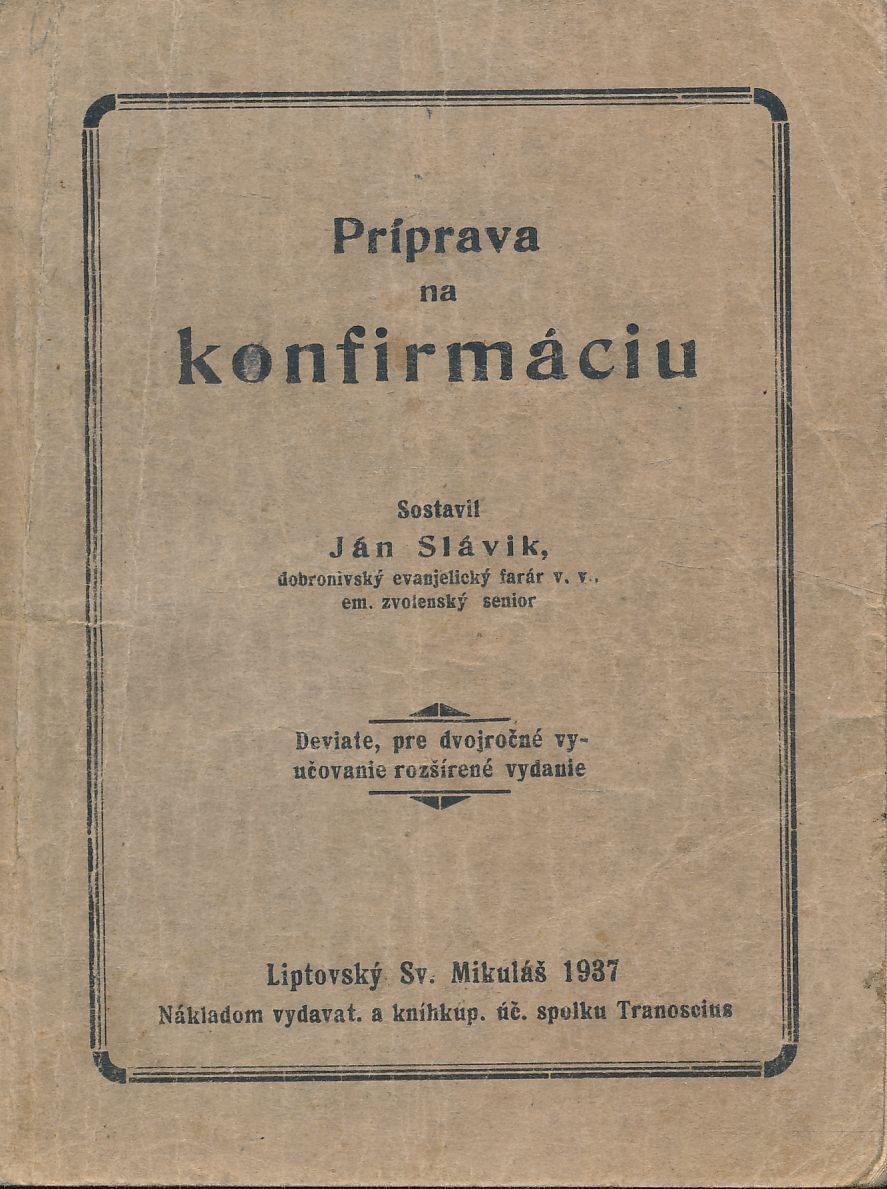 Príprava
na
konfirmáciu
Sostavil
Ján Slávik,
dobronivský evanjelický farár v. v.,
em. zvolenský senior
Deviate, pre dvojročné vy-
učovanie rozšírené vydanie
Liptovský Sv. Mikuláš 1937
Nákladom vydavat. a kníhkup. úč. spolku Tranoscius